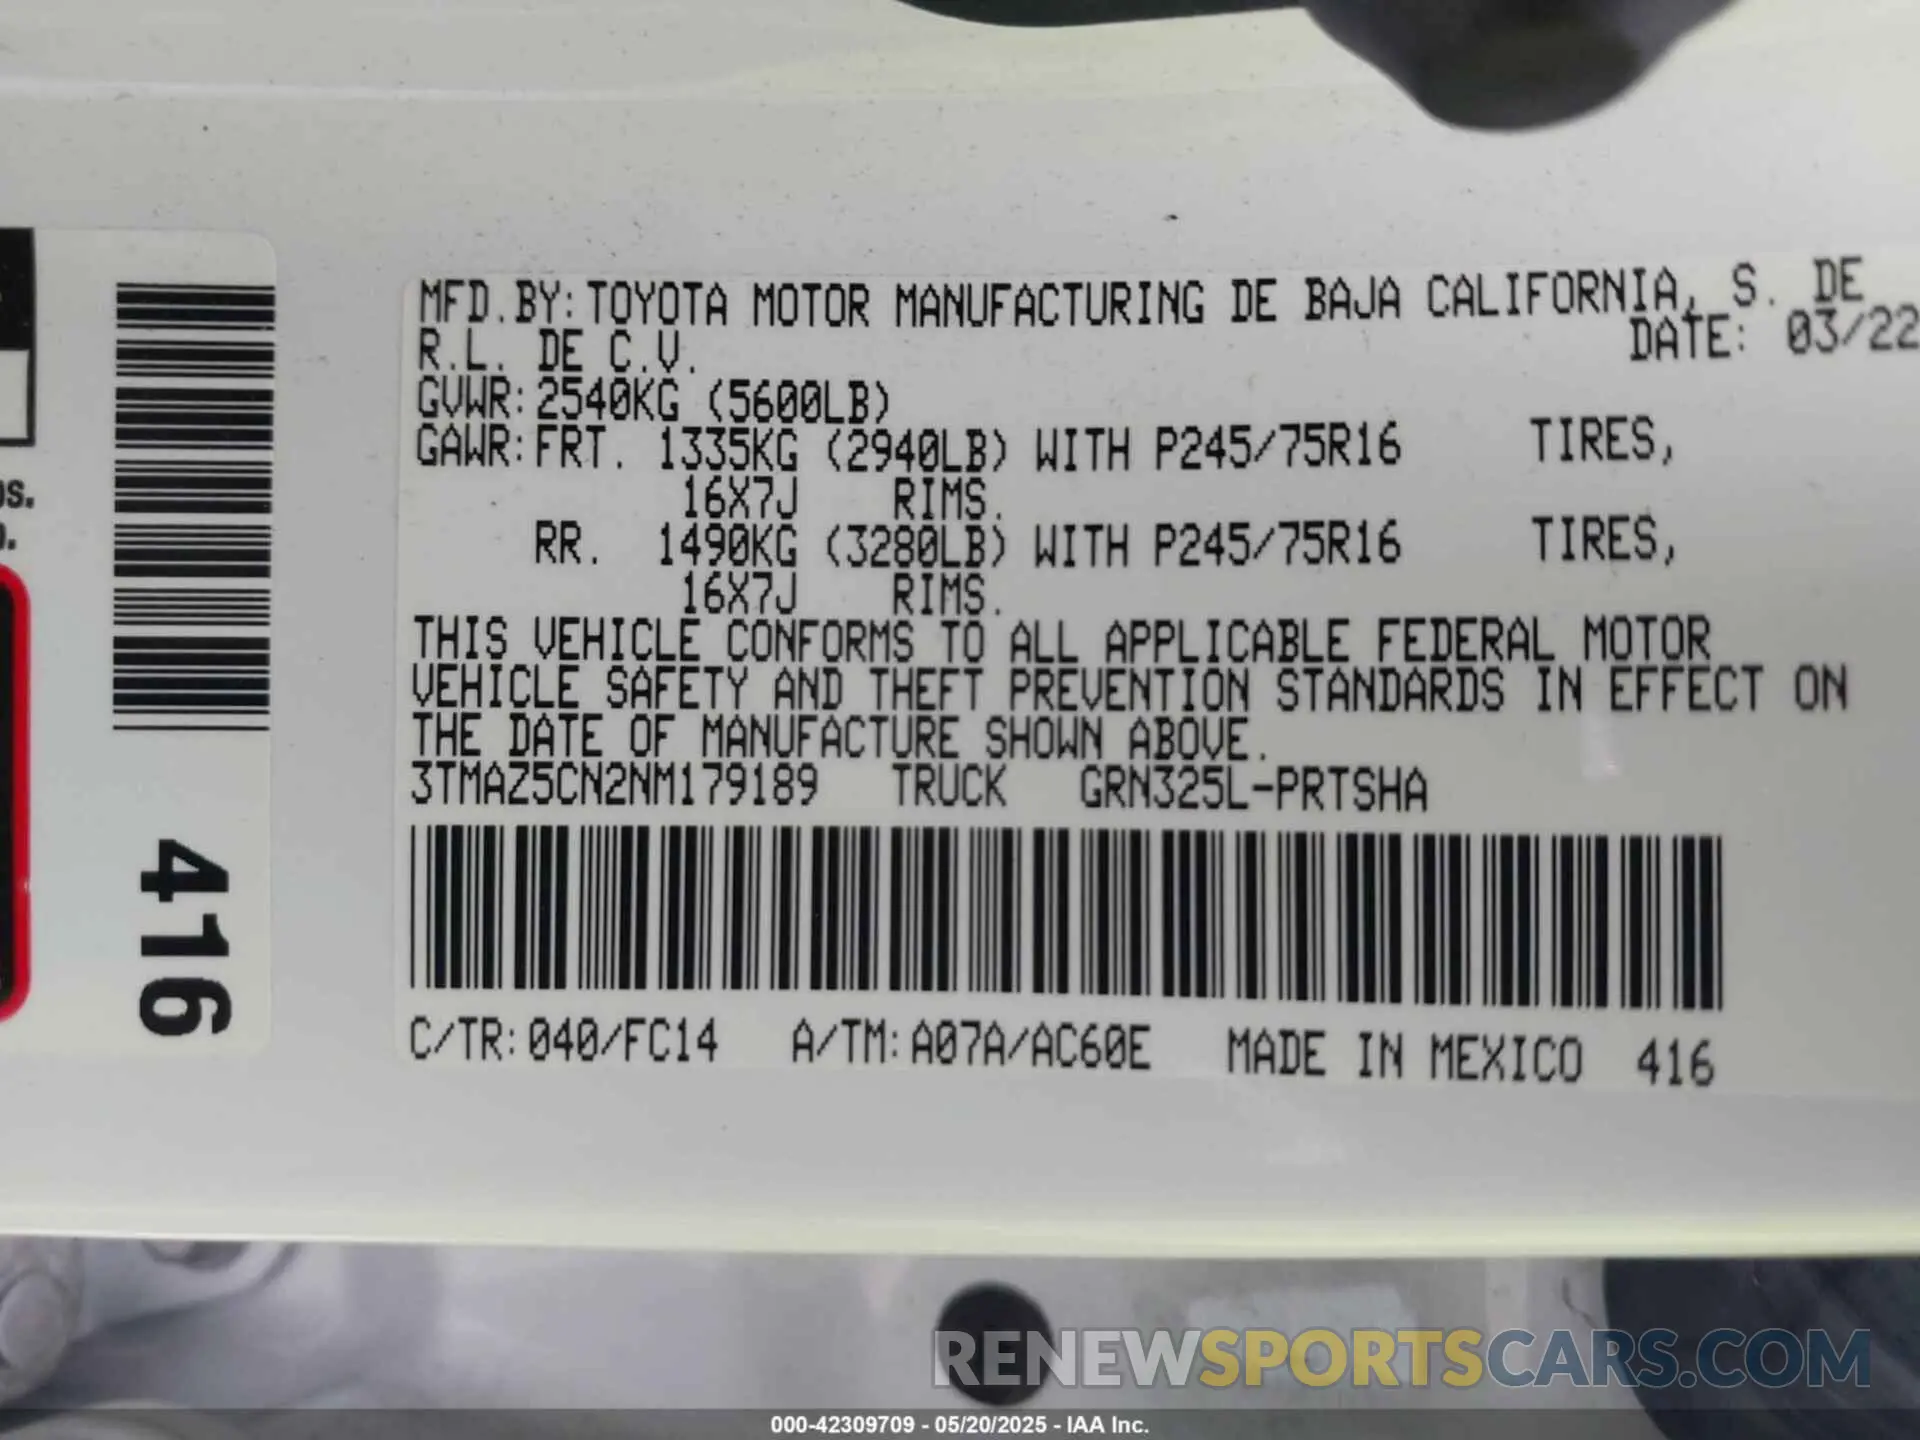 MFD.BY:TOYOTA MOTOR MANUFACTURING DE BAJA CALIFORNIA, S. DE
R.L. DE C.V. DATE: 03/22
GVWR:2540KG (5600LB)
GAWR:FRT. 1335KG (2940LB) WITH P245/75R16 TIRES,
16X7J RIMS.
RR. 1490KG (3280LB) WITH P245/75R16 TIRES,
16X7J RIMS.
THIS VEHICLE CONFORMS TO ALL APPLICABLE FEDERAL MOTOR
VEHICLE SAFETY AND THEFT PREVENTION STANDARDS IN EFFECT ON
THE DATE OF MANUFACTURE SHOWN ABOVE.
3TMAZ5CN2NM179189 TRUCK GRN325L-PRTSHA
C/TR:040/FC14 A/TM:A07A/AC60E MADE IN MEXICO 416
416
RENEWSPORTSCARS.COM
000-42309709 - 05/20/2025 - IAA Inc.